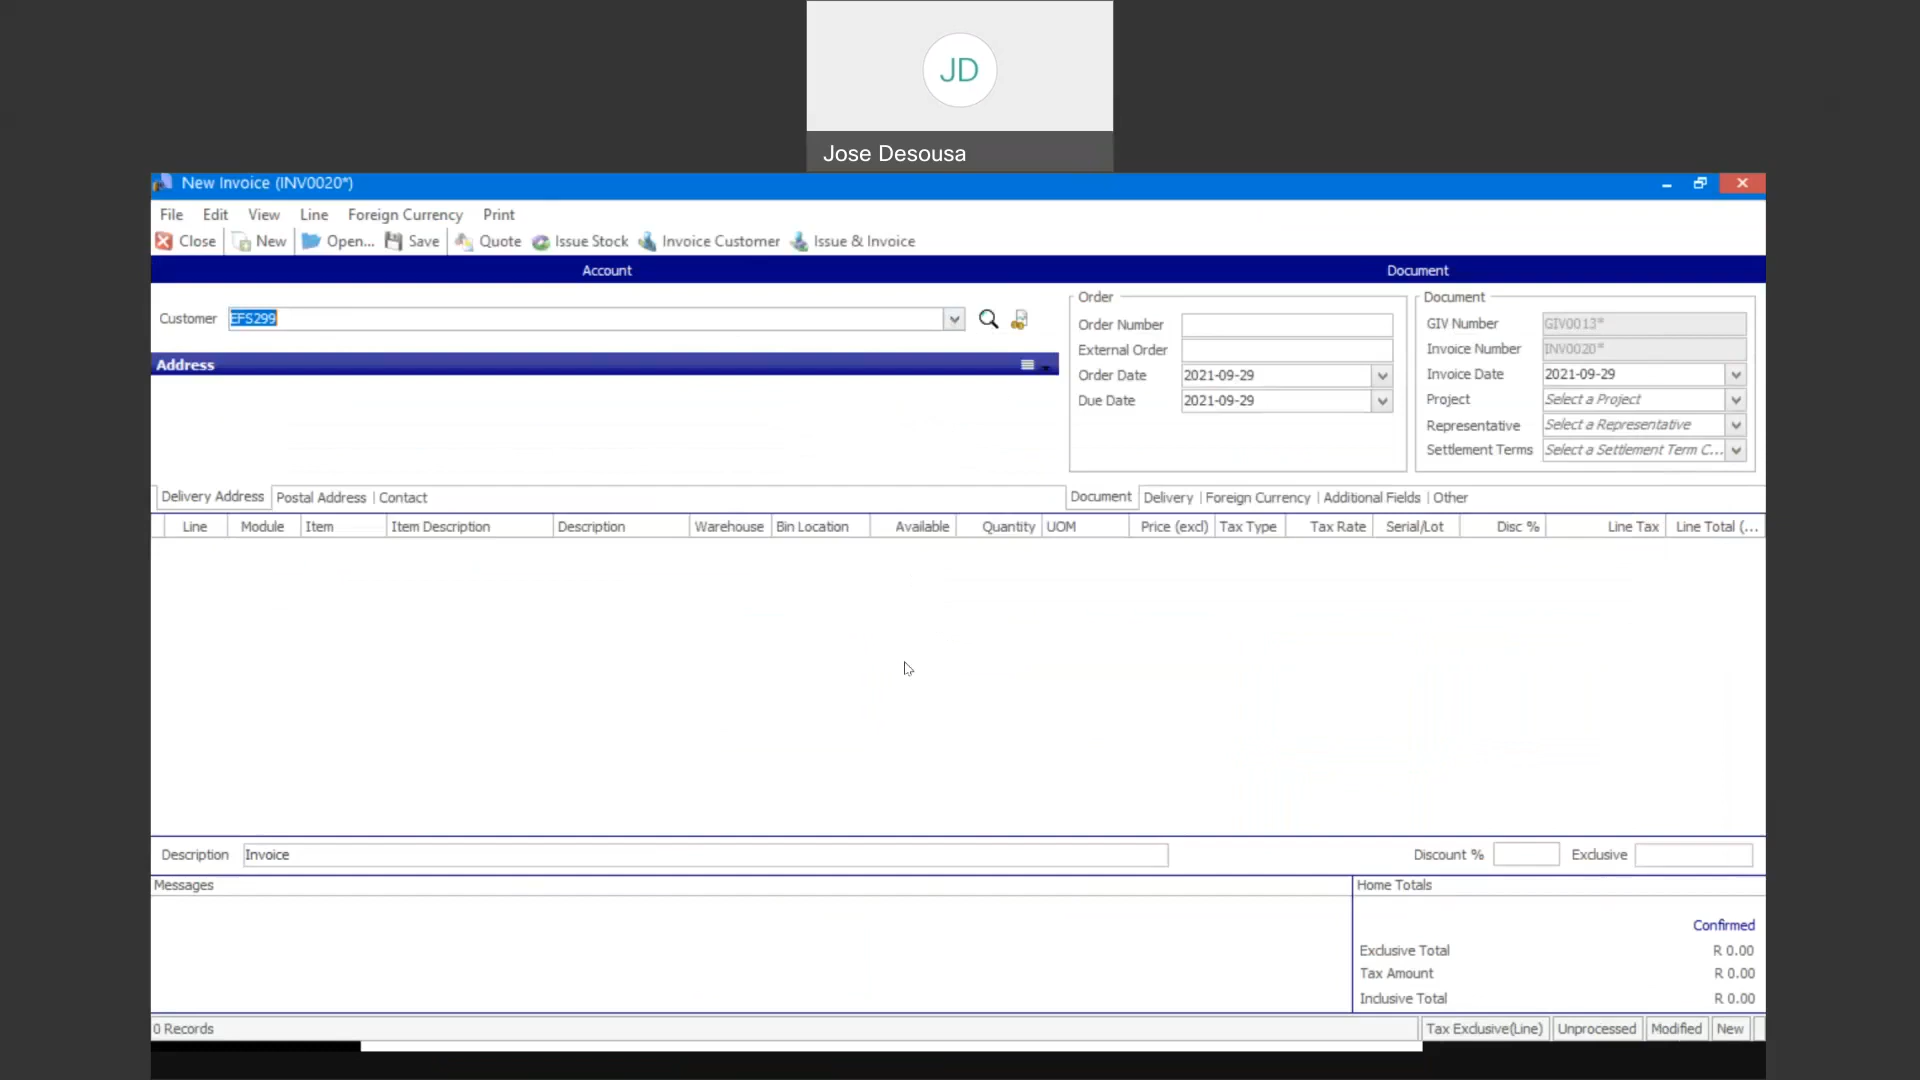 JD
Jose Desousa
New Invoice (INV0020*)
File Edit View Line Foreign Currency Print
Close New Open... Save Quote Issue Stock Invoice Customer Issue & Invoice
Account Document
Customer EFS299
Address
Order
Order Number
External Order
Order Date 2021-09-29
Due Date 2021-09-29
Document
GIV Number GIV0013*
Invoice Number INV0020*
Invoice Date 2021-09-29
Project Select a Project
Representative Select a Representative
Settlement Terms Select a Settlement Term C...
Delivery Address Postal Address | Contact
Document Delivery | Foreign Currency | Additional Fields | Other
Line Module Item Item Description Description Warehouse Bin Location Available Quantity UOM Price (excl) Tax Type Tax Rate Serial/Lot Disc % Line Tax Line Total (...
Description Invoice Discount % Exclusive
Messages
Home Totals
Confirmed
Exclusive Total R 0.00
Tax Amount R 0.00
Inclusive Total R 0.00
0 Records Tax Exclusive(Line) Unprocessed Modified New